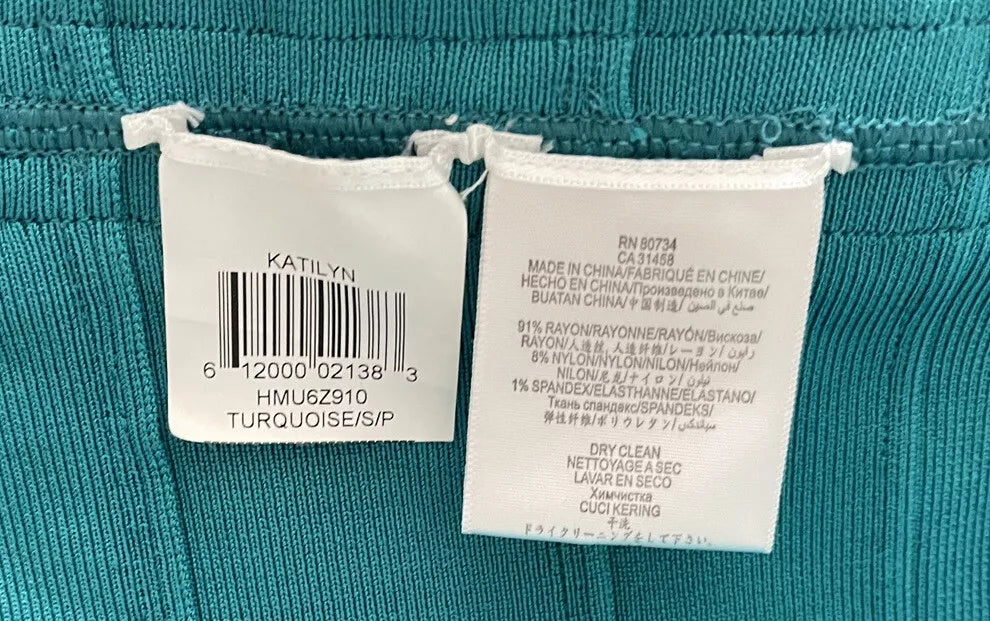 KATILYN
6 12000 02138 3
HMU6Z910
TURQUOISE/S/P
RN 80734
CA 31458
MADE IN CHINA/FABRIQUÉ EN CHINE/
HECHO EN CHINA/Произведено в Китае/
BUATAN CHINA/中国制造/صنع في الصين
91% RAYON/RAYONNE/RAYÓN/Вискоза/
RAYON/人造丝, 人造纤维/レーヨン/رايون
8% NYLON/NYLON/NILON/Нейлон/
NILON/尼龙/ナイロン/نيلون
1% SPANDEX/ELASTHANNE/ELASTANO/
Ткань спандекс/SPANDEKS/
弹性纤维/ポリウレタン/سباندكس
DRY CLEAN
NETTOYAGE A SEC
LAVAR EN SECO
Химчистка
CUCI KERING
干洗
ドライクリーニングをして下さい。